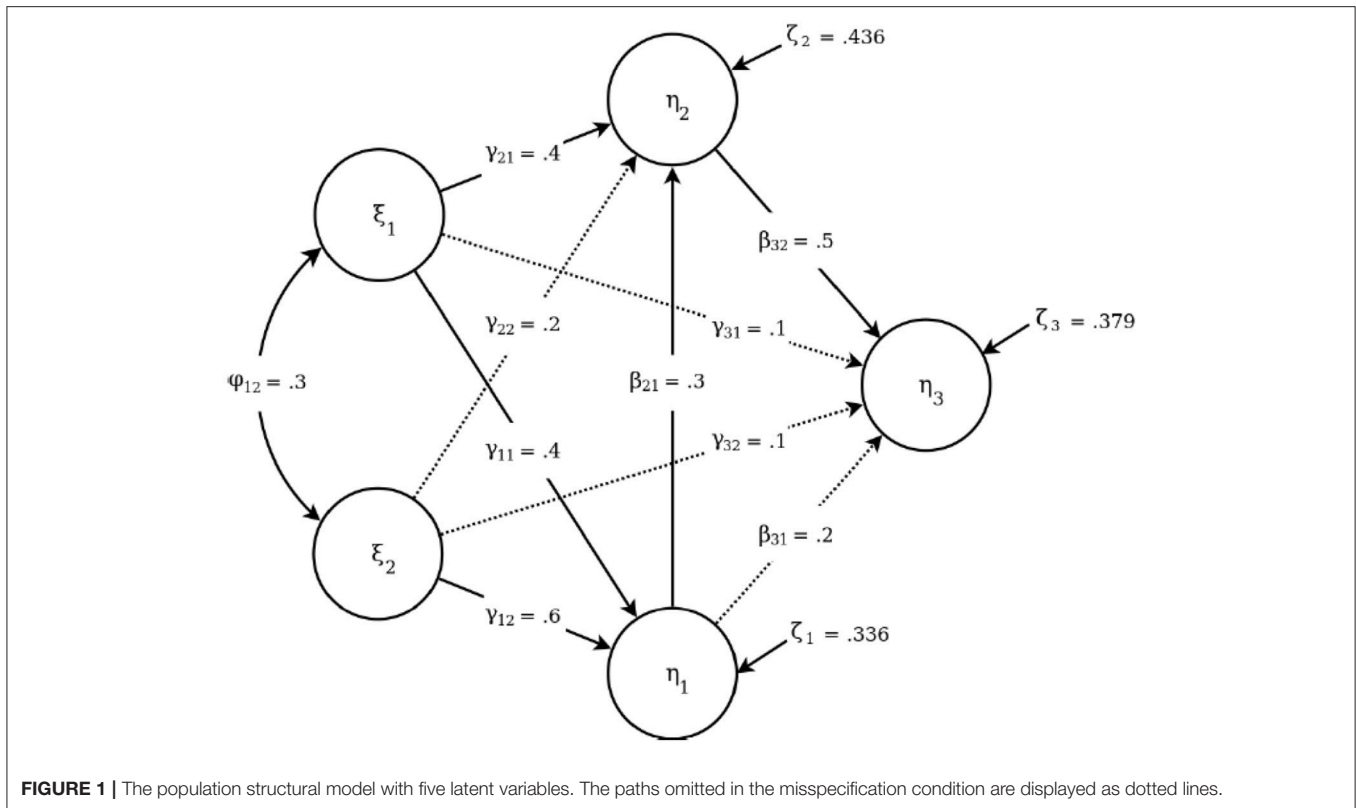 ζ2 = .436
η2
γ21 = .4
ξ1
β32 = .5
γ22 = .2
γ31 = .1
ζ3 = .379
φ12 = .3
β21 = .3
η3
γ11 = .4
γ32 = .1
ξ2
β31 = .2
γ12 = .6
ζ1 = .336
η1
FIGURE 1 | The population structural model with five latent variables. The paths omitted in the misspecification condition are displayed as dotted lines.